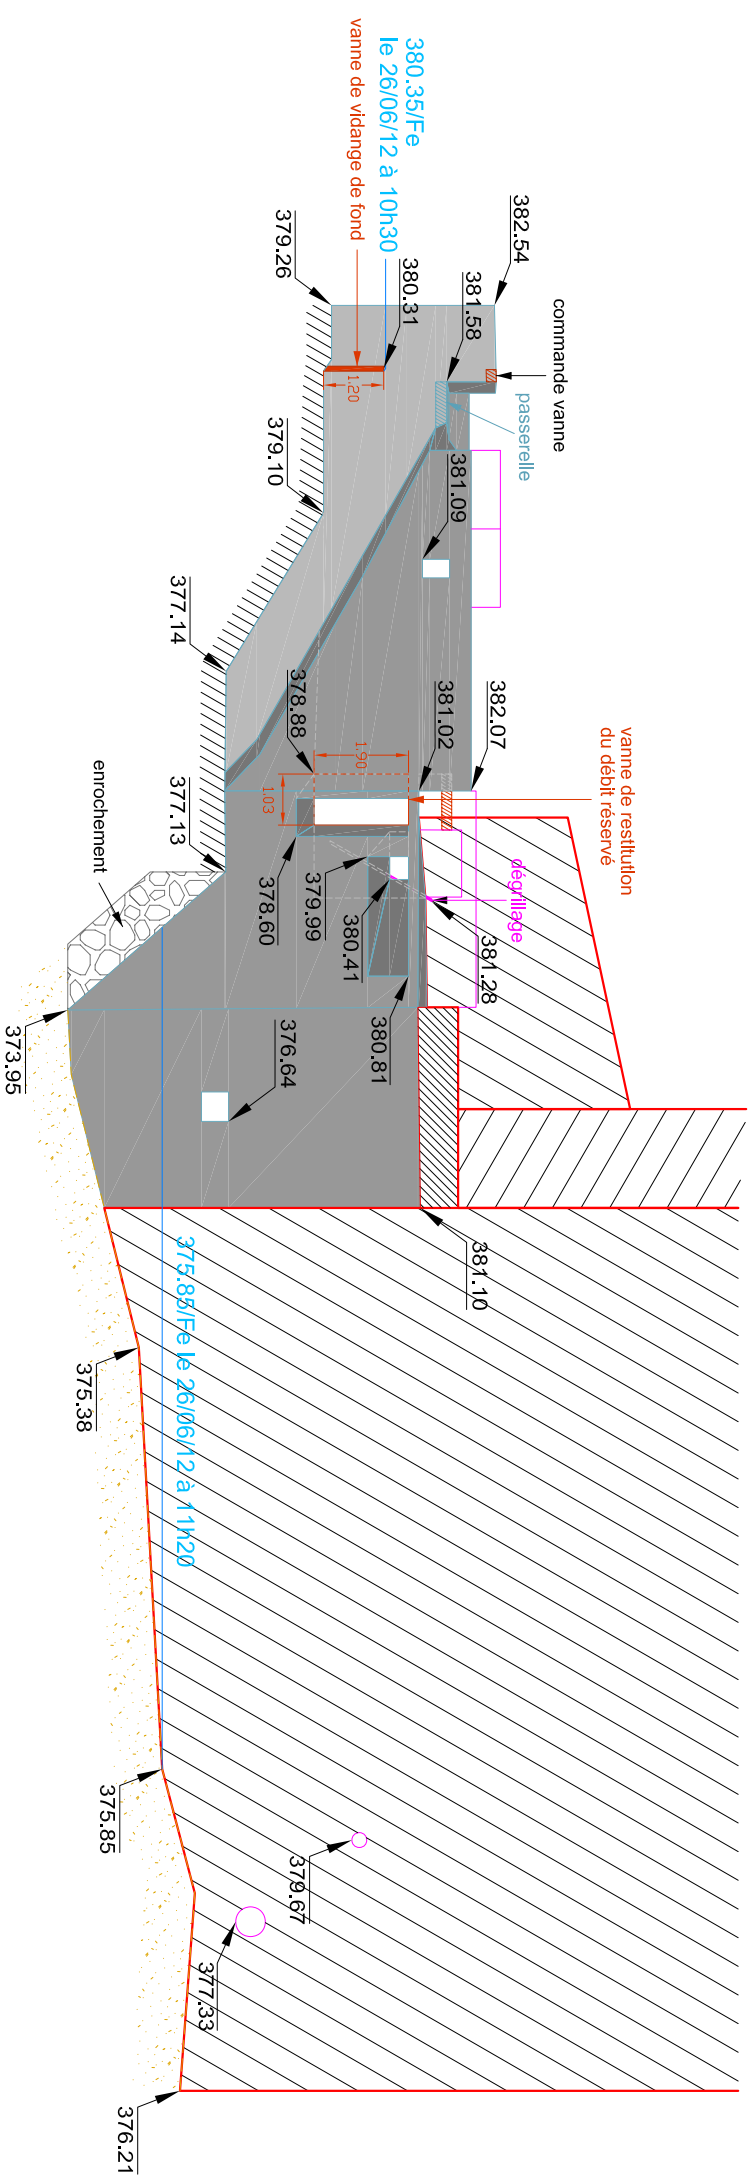 380.35/Fe
le 26/06/12 à 10h30
vanne de vidange de fond
382.54
379.26
380.31
381.58
commande vanne
passerelle
1.20
379.10
381.09
377.14
378.88
381.02
382.07
vanne de restitution
du débit réservé
1.90
1.03
377.13
enrochement
378.60
379.99
380.41
dégrillage
381.28
380.81
376.64
373.95
381.10
375.85/Fe le 26/06/12 à 11h20
375.38
375.85
379.67
377.33
376.21